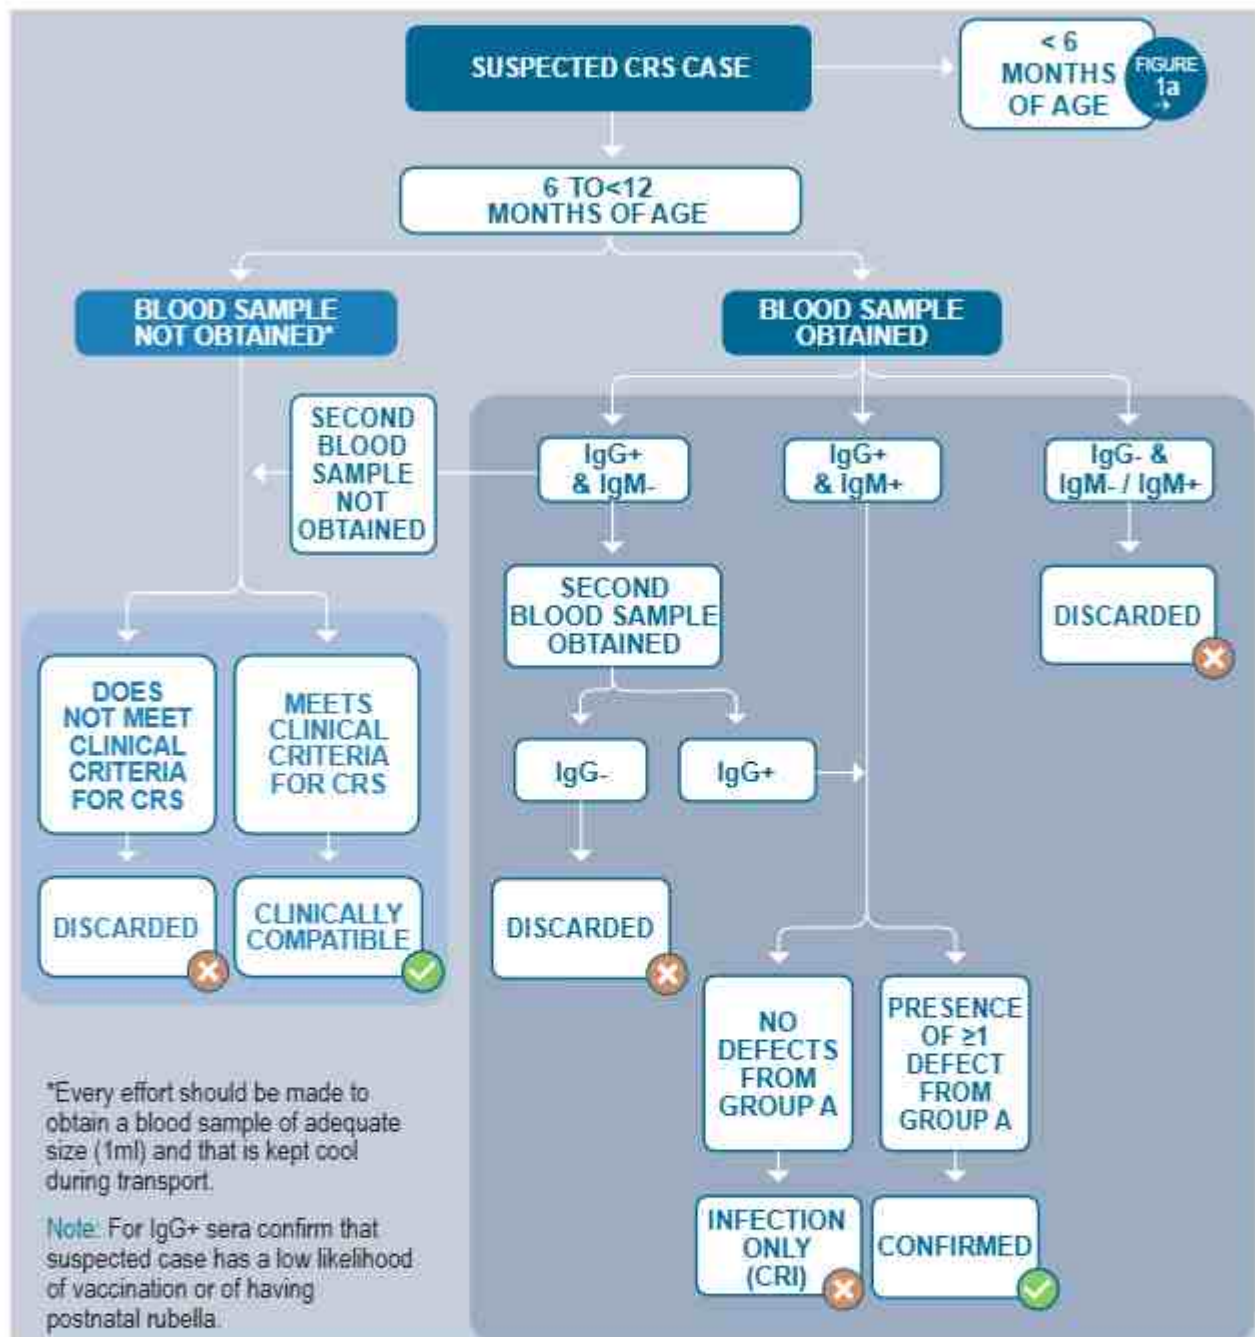 SUSPECTED CRS CASE
< 6
MONTHS
OF AGE
FIGURE
1a
→
6 TO<12
MONTHS OF AGE
BLOOD SAMPLE
NOT OBTAINED*
BLOOD SAMPLE
OBTAINED
SECOND
BLOOD
SAMPLE
NOT
OBTAINED
IgG+
& IgM-
IgG+
& IgM+
IgG- &
IgM- / IgM+
SECOND
BLOOD SAMPLE
OBTAINED
DISCARDED
DOES
NOT MEET
CLINICAL
CRITERIA
FOR CRS
MEETS
CLINICAL
CRITERIA
FOR CRS
IgG-
IgG+
DISCARDED
CLINICALLY
COMPATIBLE
DISCARDED
NO
DEFECTS
FROM
GROUP A
PRESENCE
OF ≥1
DEFECT
FROM
GROUP A
INFECTION
ONLY
(CRI)
CONFIRMED
*Every effort should be made to
obtain a blood sample of adequate
size (1ml) and that is kept cool
during transport.
Note: For IgG+ sera confirm that
suspected case has a low likelihood
of vaccination or of having
postnatal rubella.